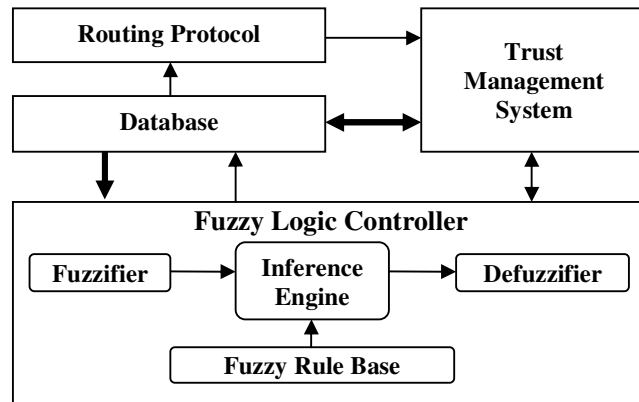 Routing Protocol
Trust
Management
System
Database
Fuzzy Logic Controller
Fuzzifier
Inference
Engine
Defuzzifier
Fuzzy Rule Base